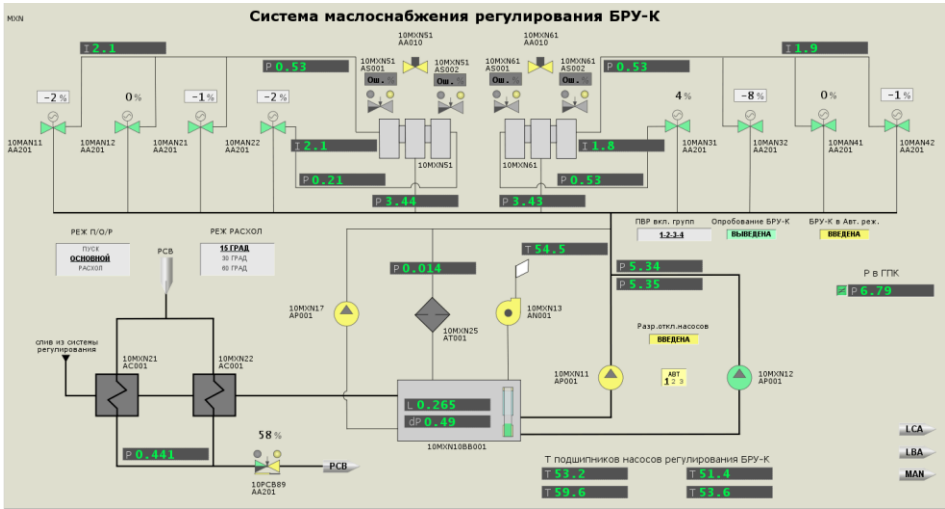 Система маслоснабжения регулирования БРУ-К
MXN
10MXN51
AA010
10MXN61
AA010
I 2.1
I 1.9
P 0.53
10MXN51
AS001
10MXN51
AS002
10MXN61
AS001
10MXN61
AS002
P 0.53
Ош. %
Ош. %
Ош. %
Ош. %
-2 %
0 %
-1 %
-2 %
4 %
-8 %
0 %
-1 %
10MAN11
AA201
10MAN12
AA201
10MAN21
AA201
10MAN22
AA201
I 2.1
10MXN51
10MXN61
I 1.8
10MAN31
AA201
10MAN32
AA201
10MAN41
AA201
10MAN42
AA201
P 0.21
P 0.53
P 3.44
P 3.43
РЕЖ П/О/Р
ПУСК
ОСНОВНОЙ
РАСХОЛ
РСВ
РЕЖ РАСХОЛ
15 ГРАД
30 ГРАД
60 ГРАД
ПВР вкл. групп
1-2-3-4
Опробование БРУ-К
ВЫВЕДЕНА
БРУ-К в Авт. реж.
ВВЕДЕНА
T 54.5
P 0.014
P 5.34
P 5.35
Р в ГПК
P 6.79
10MXN17
AP001
10MXN25
AT001
10MXN13
AN001
Разр.откл.насосов
ВВЕДЕНА
слив из системы
регулирования
10MXN21
AC001
10MXN22
AC001
10MXN11
AP001
АВТ
1 2 3
10MXN12
AP001
L 0.265
dP 0.49
10MXN10BB001
P 0.441
58 %
РСВ
10PCB89
AA201
LCA
LBA
MAN
Т подшипников насосов регулирования БРУ-К
T 53.2
T 51.4
T 59.6
T 53.6